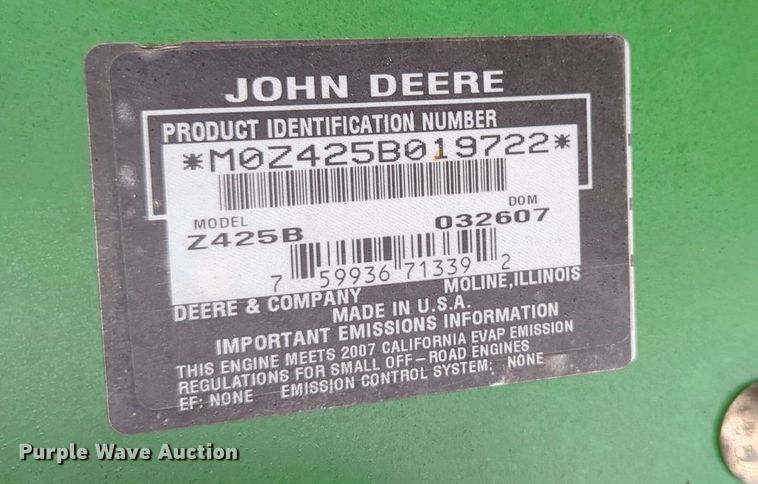 JOHN DEERE
PRODUCT IDENTIFICATION NUMBER
*M0Z425B019722*
MODEL DOM
Z425B 032607
7 59936 71339 2
DEERE & COMPANY MOLINE, ILLINOIS
MADE IN U.S.A.
IMPORTANT EMISSIONS INFORMATION
THIS ENGINE MEETS 2007 CALIFORNIA EVAP EMISSION
REGULATIONS FOR SMALL OFF-ROAD ENGINES
EF: NONE EMISSION CONTROL SYSTEM: NONE
Purple Wave Auction